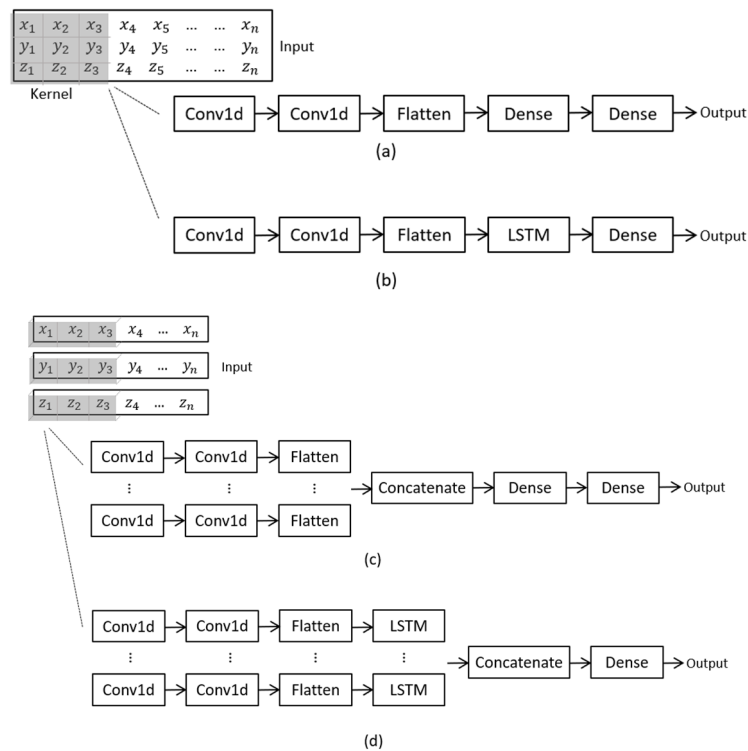 x₁ x₂ x₃ x₄ x₅ ... ... xₙ
y₁ y₂ y₃ y₄ y₅ ... ... yₙ Input
z₁ z₂ z₃ z₄ z₅ ... ... zₙ
Kernel
Conv1d Conv1d Flatten Dense Dense Output
(a)
Conv1d Conv1d Flatten LSTM Dense Output
(b)
x₁ x₂ x₃ x₄ ... xₙ
y₁ y₂ y₃ y₄ ... yₙ Input
z₁ z₂ z₃ z₄ ... zₙ
Conv1d Conv1d Flatten
⋮ ⋮ ⋮ Concatenate Dense Dense Output
Conv1d Conv1d Flatten
(c)
Conv1d Conv1d Flatten LSTM
⋮ ⋮ ⋮ ⋮ Concatenate Dense Output
Conv1d Conv1d Flatten LSTM
(d)